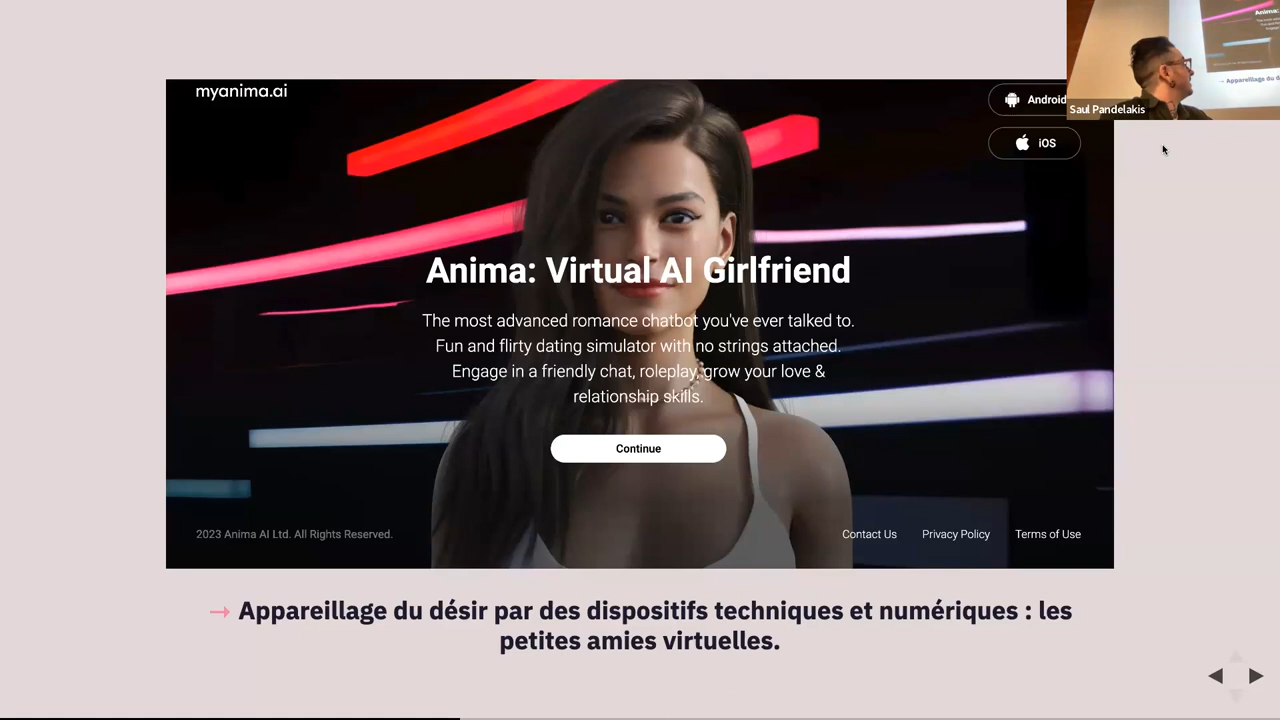 myanima.ai
Android
iOS
Saul Pandelakis
Anima: Virtual AI Girlfriend
The most advanced romance chatbot you've ever talked to.
Fun and flirty dating simulator with no strings attached.
Engage in a friendly chat, roleplay, grow your love &
relationship skills.
Continue
2023 Anima AI Ltd. All Rights Reserved.
Contact Us Privacy Policy Terms of Use
→ Appareillage du désir par des dispositifs techniques et numériques : les
petites amies virtuelles.